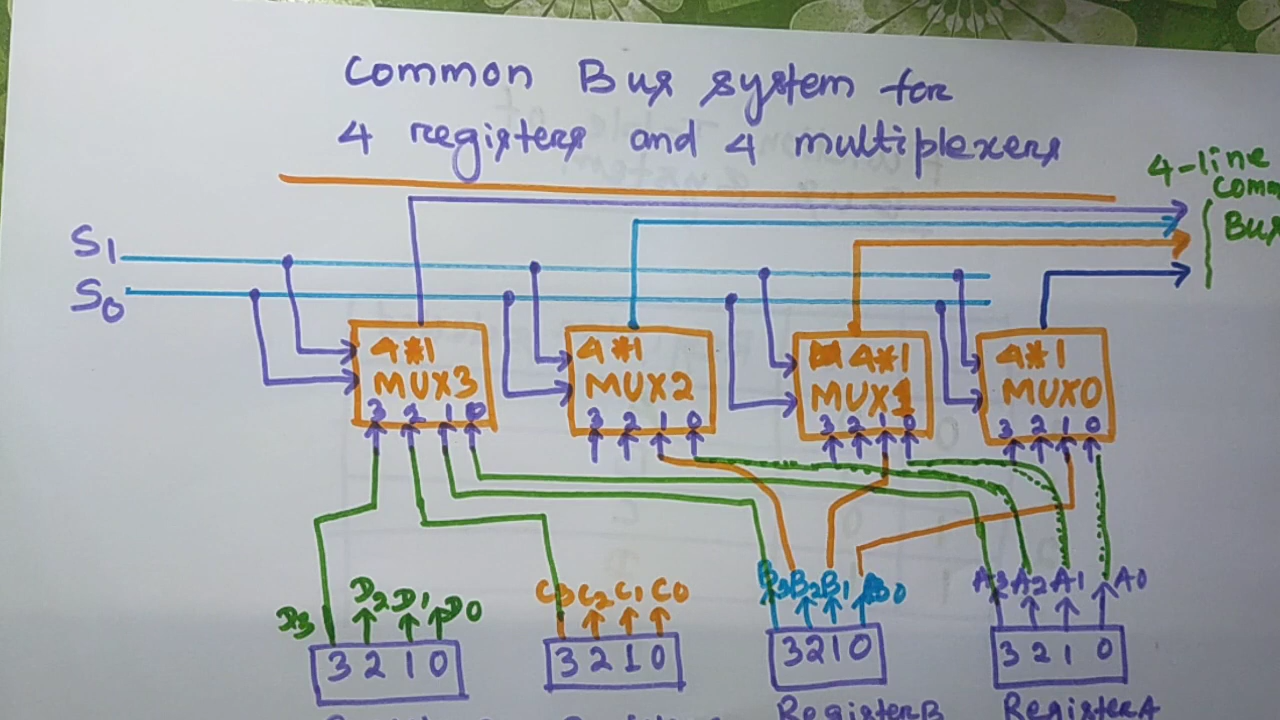 Common Bus system for
4 registers and 4 multiplexers
4-line
Bus
S1
S0
4*1
MUX3
3 2 1 0
4*1
MUX2
3 2 1 0
4*1
MUX1
3 2 1 0
4*1
MUX0
3 2 1 0
D3 D2 D1 D0
C3 C2 C1 C0
B3 B2 B1 B0
A3 A2 A1 A0
3 2 1 0
3 2 1 0
3 2 1 0
3 2 1 0
Register B
Register A